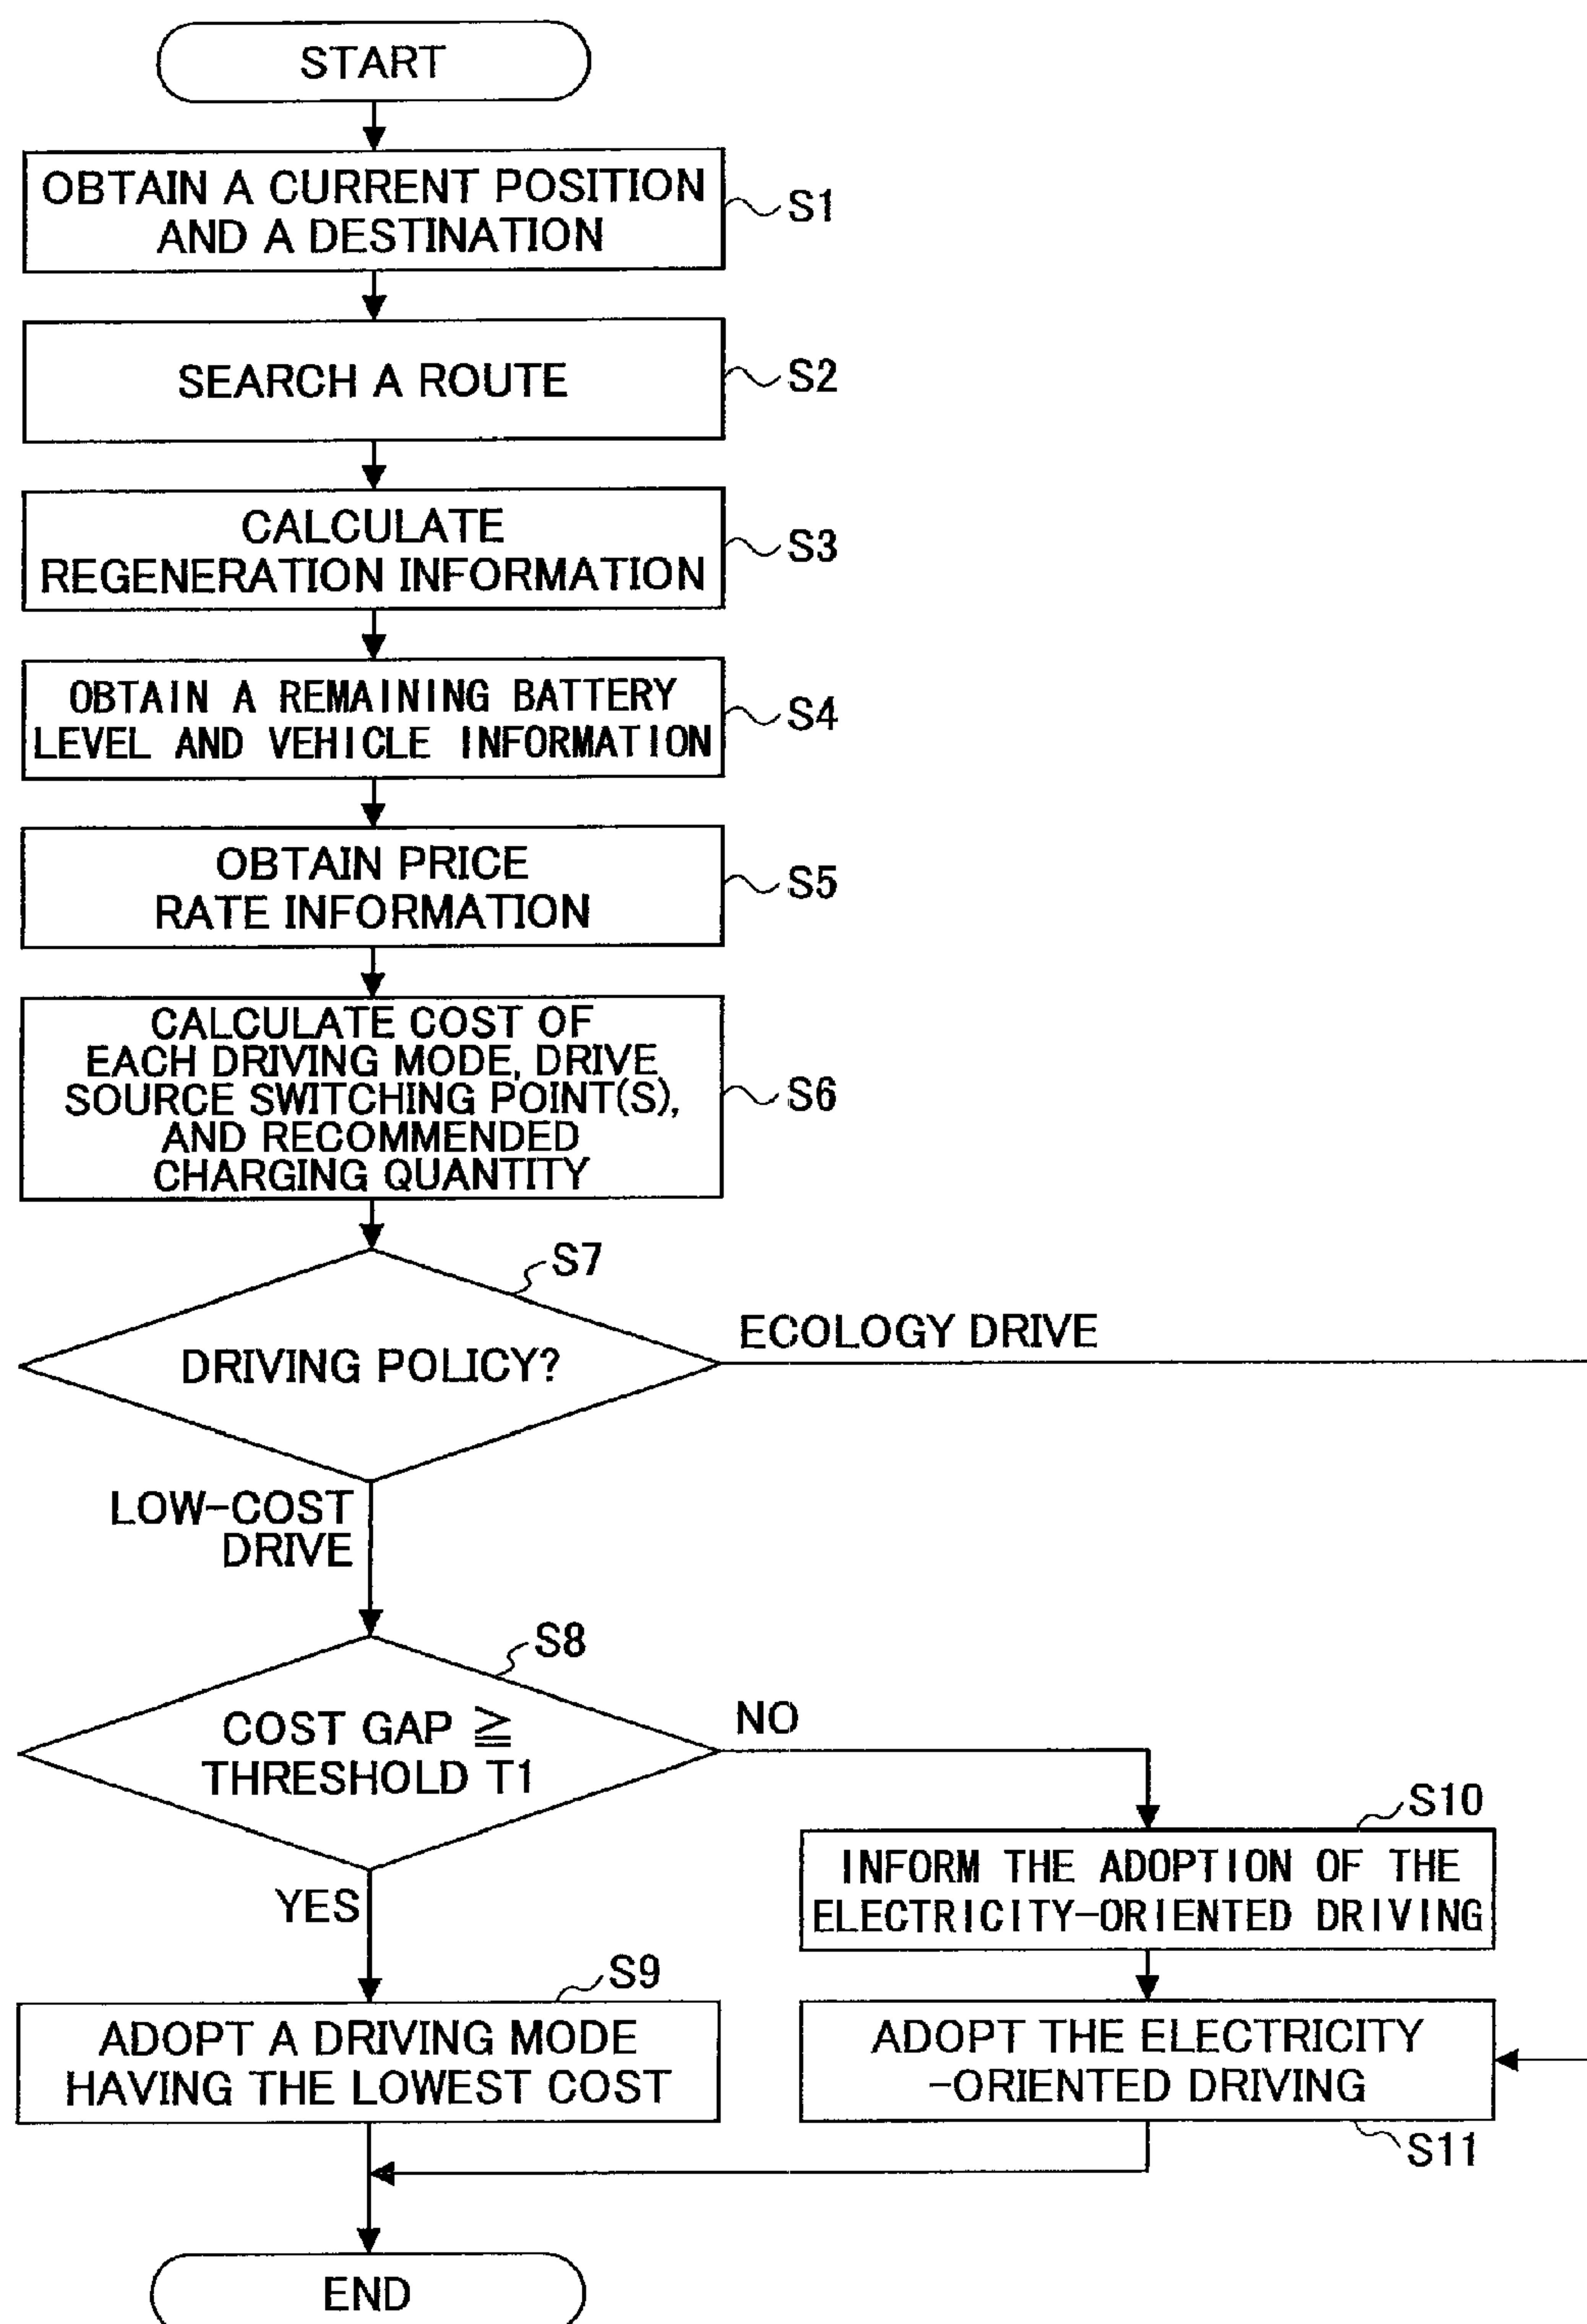 START
OBTAIN A CURRENT POSITION
AND A DESTINATION
S1
SEARCH A ROUTE
S2
CALCULATE
REGENERATION INFORMATION
S3
OBTAIN A REMAINING BATTERY
LEVEL AND VEHICLE INFORMATION
S4
OBTAIN PRICE
RATE INFORMATION
S5
CALCULATE COST OF
EACH DRIVING MODE, DRIVE
SOURCE SWITCHING POINT(S),
AND RECOMMENDED
CHARGING QUANTITY
S6
S7
DRIVING POLICY?
ECOLOGY DRIVE
LOW-COST
DRIVE
S8
COST GAP ≧
THRESHOLD T1
NO
YES
S10
INFORM THE ADOPTION OF THE
ELECTRICITY-ORIENTED DRIVING
S9
ADOPT A DRIVING MODE
HAVING THE LOWEST COST
ADOPT THE ELECTRICITY
-ORIENTED DRIVING
S11
END